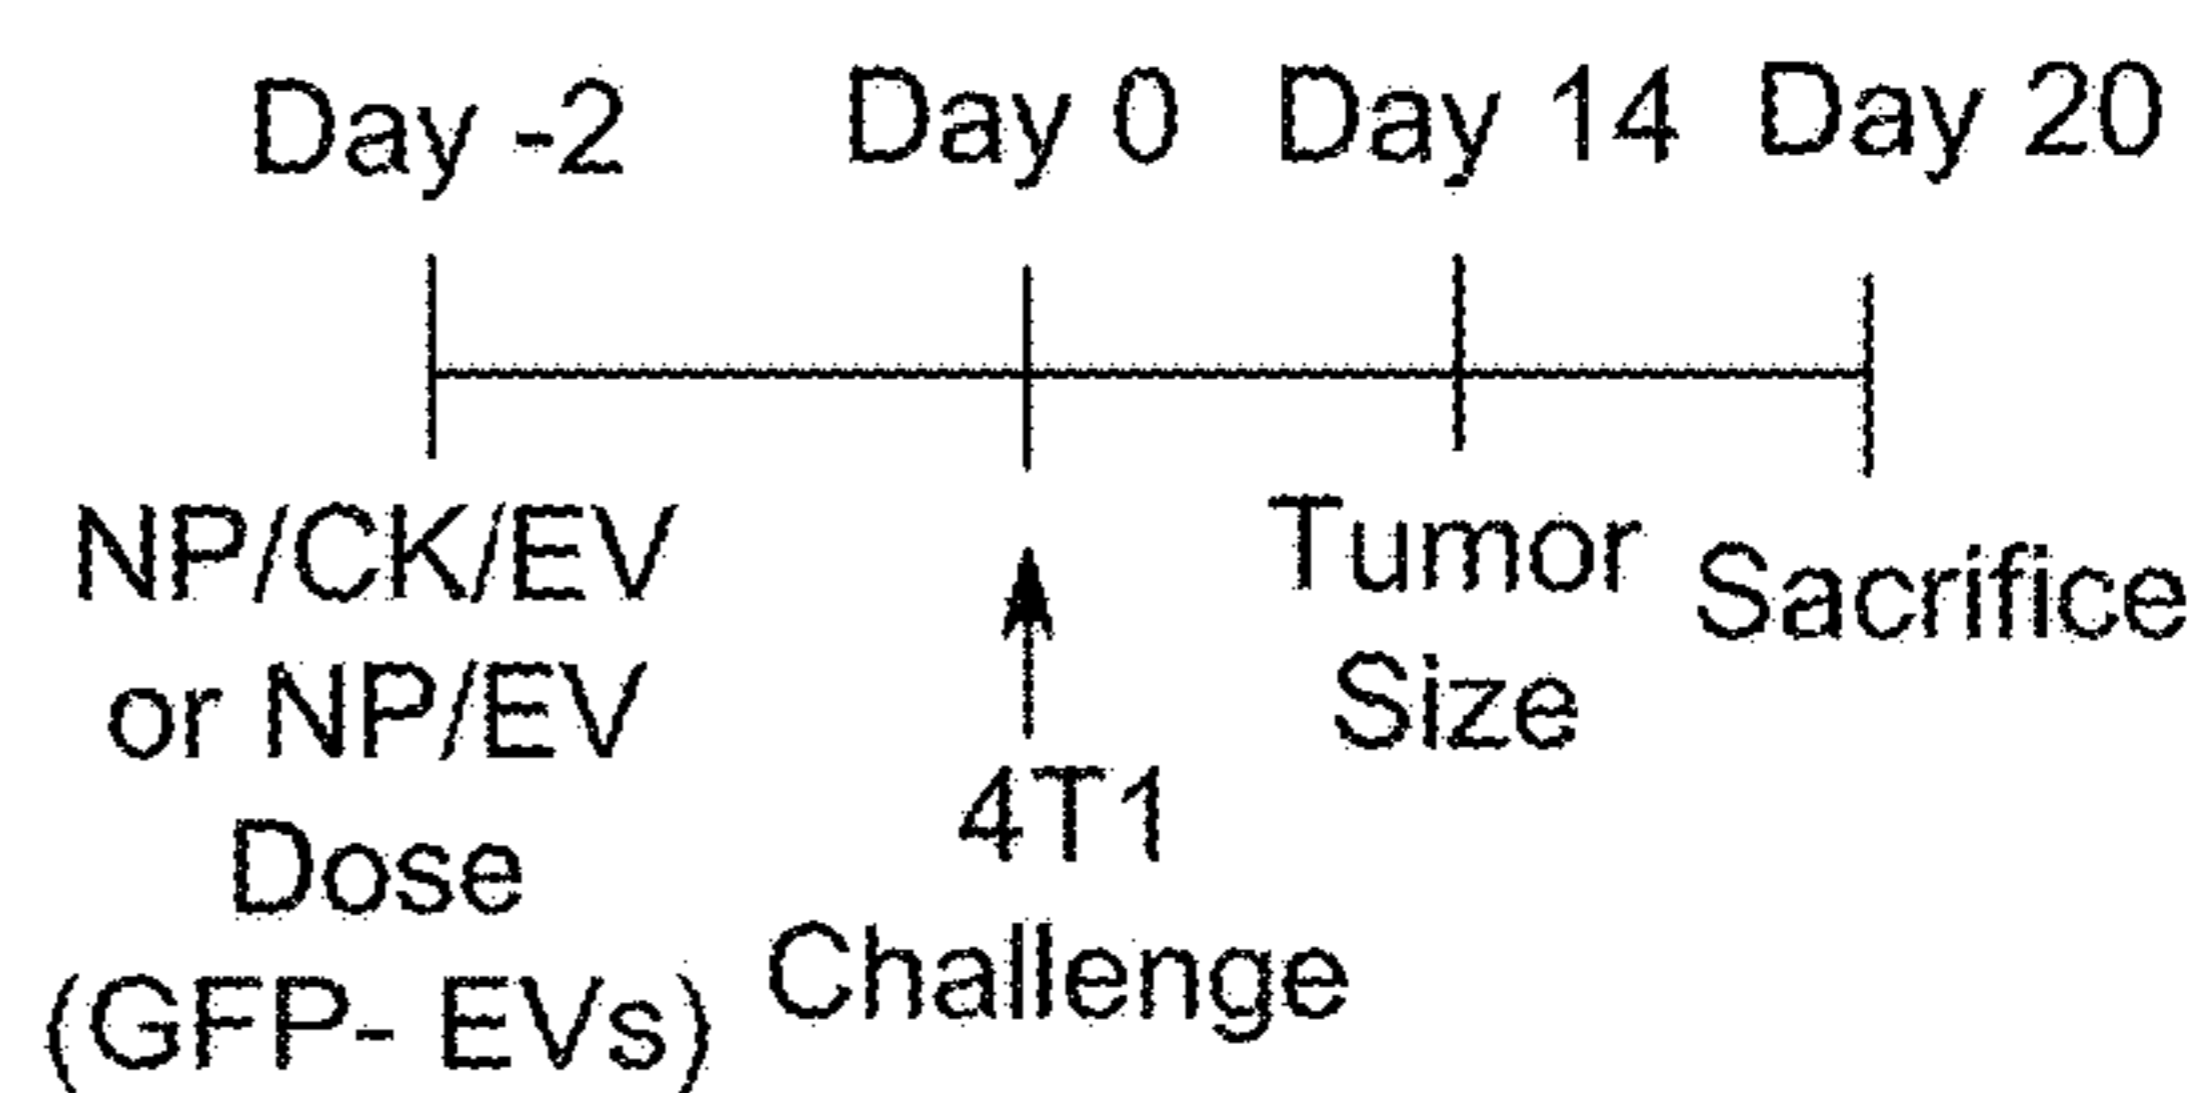 Day -2
Day 0
Day 14
Day 20
NP/CK/EV
or NP/EV
Dose
(GFP- EVs)
4T1
Challenge
Tumor
Size
Sacrifice